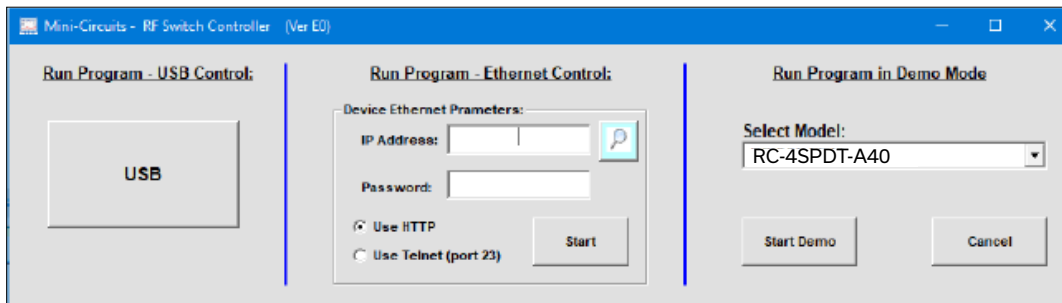 Mini-Circuits - RF Switch Controller (Ver E0)
Run Program - USB Control:
USB
Run Program - Ethernet Control:
Device Ethernet Prameters:
IP Address:
Password:
Use HTTP
Use Telnet (port 23)
Start
Run Program in Demo Mode
Select Model:
RC-4SPDT-A40
Start Demo
Cancel